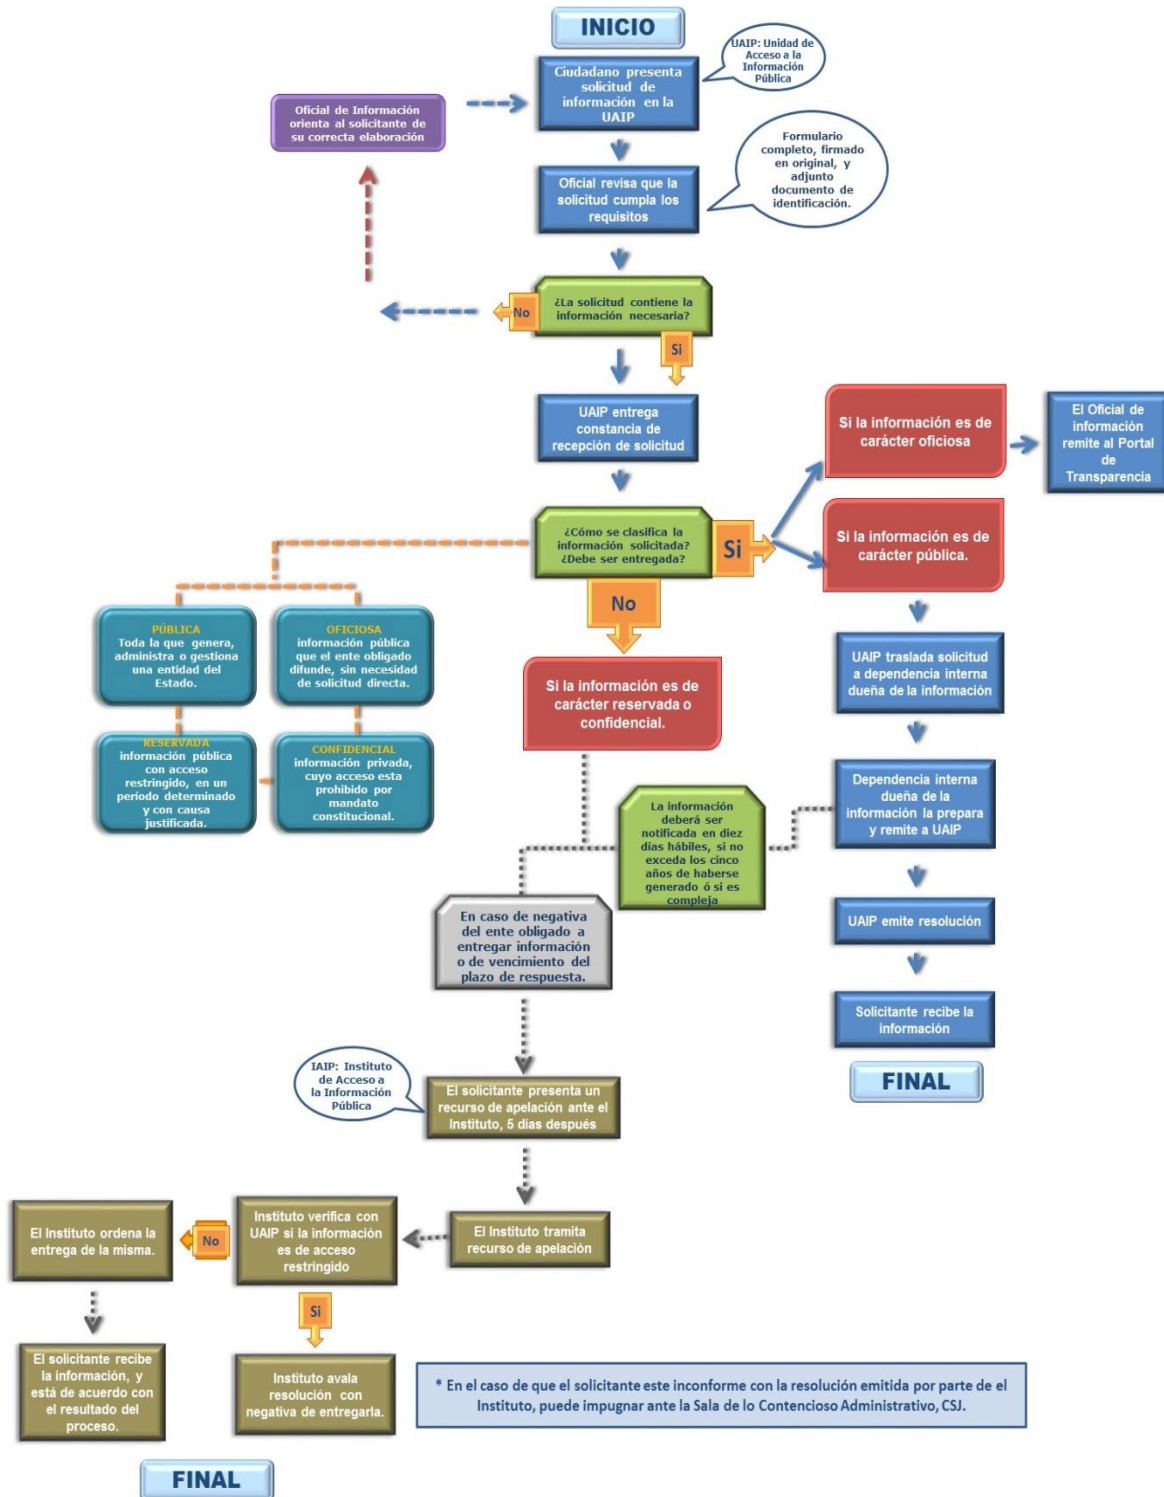 INICIO
UAIP: Unidad de
Acceso a la
Información
Pública
Ciudadano presenta
solicitud de
información en la
UAIP
Oficial de Información
orienta al solicitante de
su correcta elaboración
Formulario
completo, firmado
en original, y
adjunto
documento de
identificación.
Oficial revisa que la
solicitud cumpla los
requisitos
¿La solicitud contiene la
información necesaria?
No
Si
UAIP entrega
constancia de
recepción de solicitud
Si la información es de
carácter oficiosa
El Oficial de
información
remite al Portal
de
Transparencia
¿Cómo se clasifica la
información solicitada?
¿Debe ser entregada?
Si
Si la información es de
carácter pública.
No
PÚBLICA
Toda la que genera,
administra o gestiona
una entidad del
Estado.
OFICIOSA
información pública
que el ente obligado
difunde, sin necesidad
de solicitud directa.
RESERVADA
información pública
con acceso
restringido, en un
período determinado
y con causa
justificada.
CONFIDENCIAL
información privada,
cuyo acceso esta
prohibido por
mandato
constitucional.
Si la información es de
carácter reservada o
confidencial.
UAIP traslada solicitud
a dependencia interna
dueña de la información
Dependencia interna
dueña de la
información la prepara
y remite a UAIP
La información
deberá ser
notificada en diez
días hábiles, si no
exceda los cinco
años de haberse
generado ó si es
compleja
En caso de negativa
del ente obligado a
entregar información
o de vencimiento del
plazo de respuesta.
UAIP emite resolución
Solicitante recibe la
información
FINAL
IAIP: Instituto
de Acceso a
la Información
Pública
El solicitante presenta un
recurso de apelación ante el
Instituto, 5 días después
El Instituto tramita
recurso de apelación
Instituto verifica con
UAIP si la información
es de acceso
restringido
No
El Instituto ordena la
entrega de la misma.
Si
El solicitante recibe
la información, y
está de acuerdo con
el resultado del
proceso.
Instituto avala
resolución con
negativa de entregarla.
* En el caso de que el solicitante este inconforme con la resolución emitida por parte de el
Instituto, puede impugnar ante la Sala de lo Contencioso Administrativo, CSJ.
FINAL